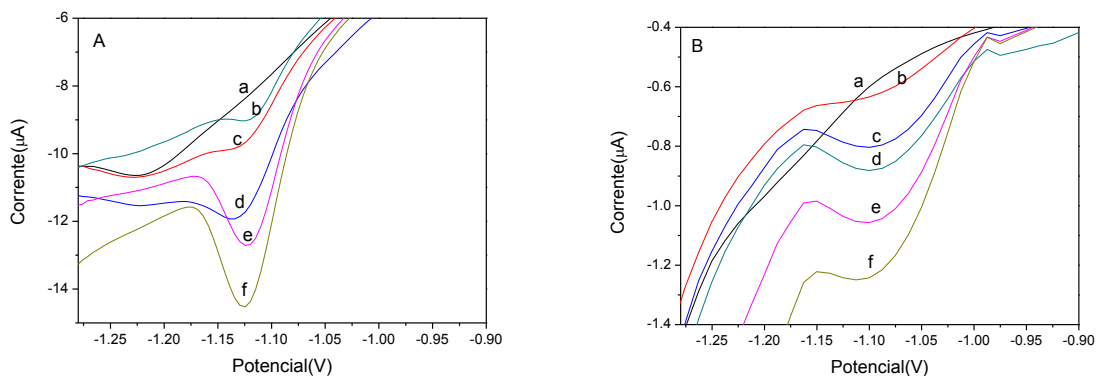 A
-6
-8
-10
-12
-14
Corrente(μA)
a
b
c
d
e
f
-1.25 -1.20 -1.15 -1.10 -1.05 -1.00 -0.95 -0.90
Potencial(V)
B
-0.4
-0.6
-0.8
-1.0
-1.2
-1.4
Corrente(μA)
a
b
c
d
e
f
-1.25 -1.20 -1.15 -1.10 -1.05 -1.00 -0.95 -0.90
Potencial(V)